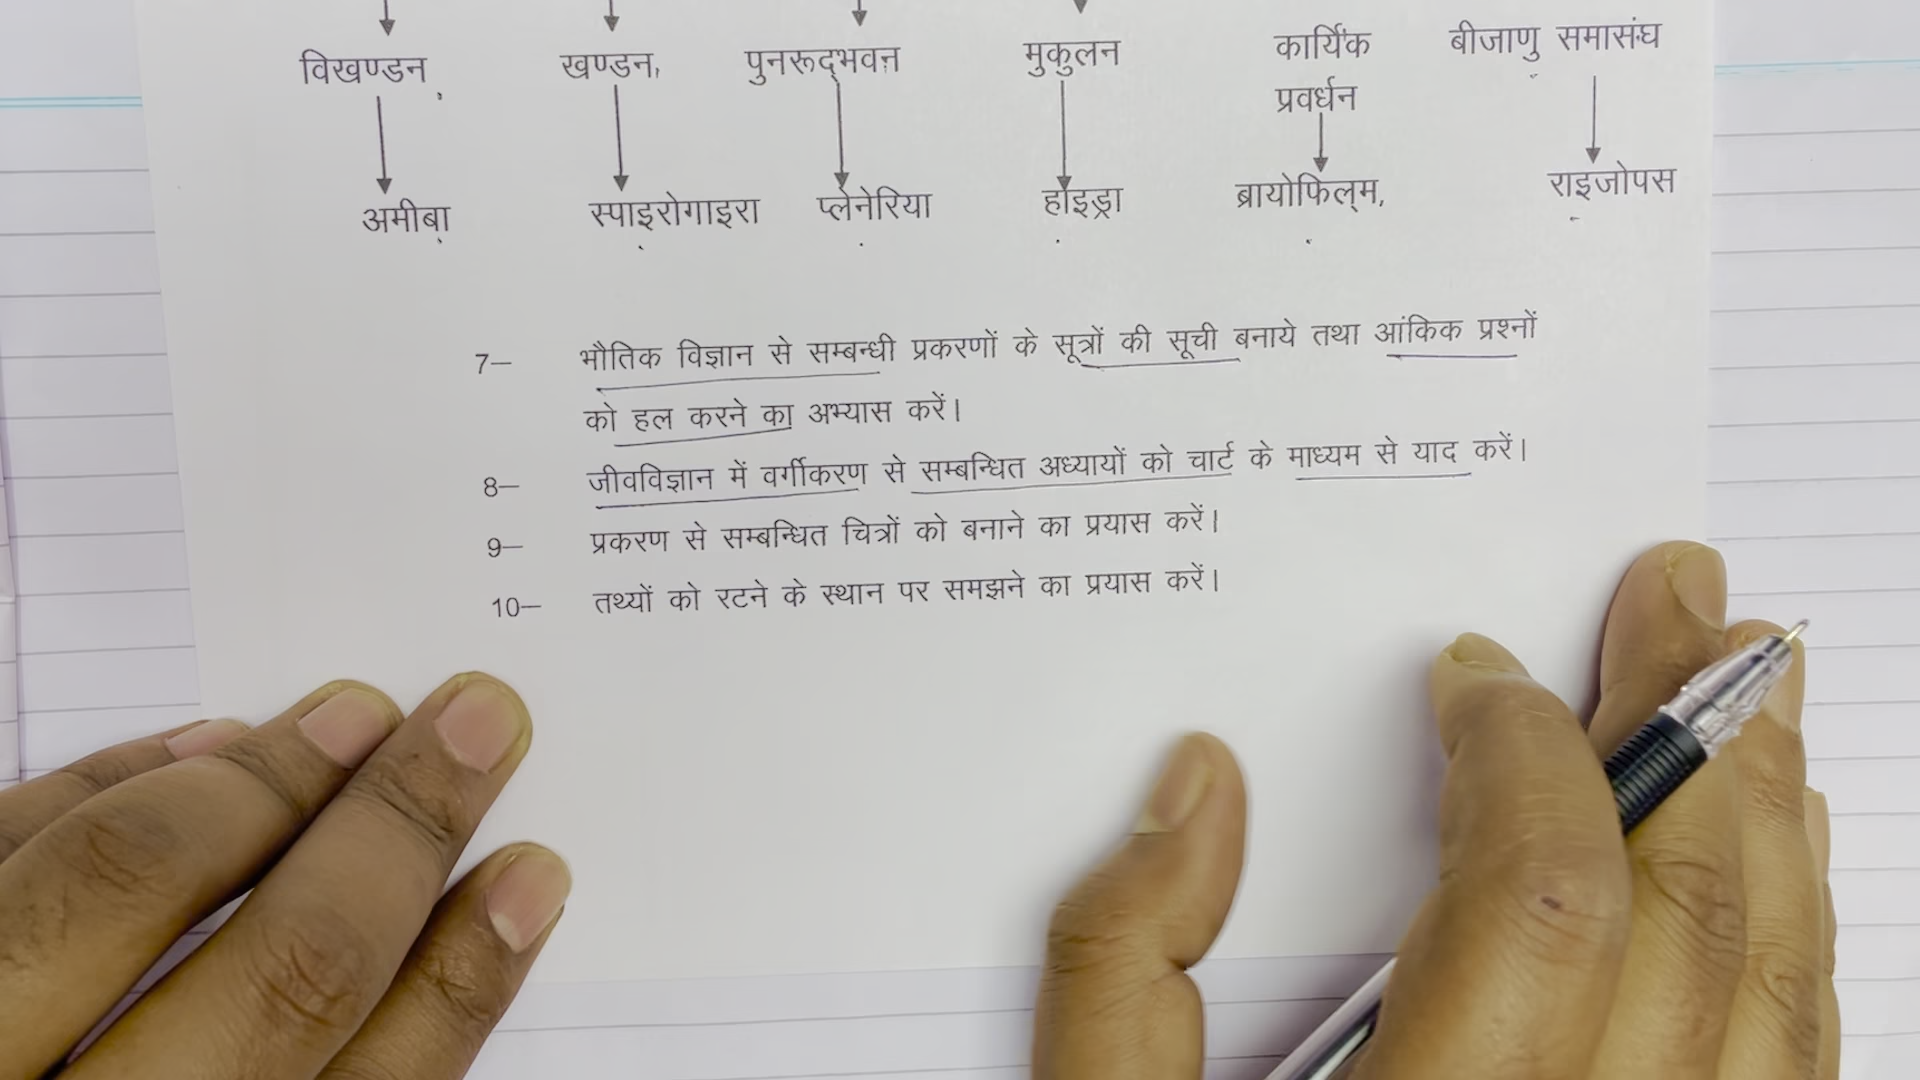 विखण्डन, खण्डन, पुनरूद्भवन मुकुलन कार्यिक बीजाणु समासंघ
प्रवर्धन
अमीबा स्पाइरोगाइरा प्लेनेरिया हाइड्रा ब्रायोफिल्म, राइजोपस
7– भौतिक विज्ञान से सम्बन्धी प्रकरणों के सूत्रों की सूची बनाये तथा आंकिक प्रश्नों
को हल करने का अभ्यास करें।
8– जीवविज्ञान में वर्गीकरण से सम्बन्धित अध्यायों को चार्ट के माध्यम से याद करें।
9– प्रकरण से सम्बन्धित चित्रों को बनाने का प्रयास करें।
10– तथ्यों को रटने के स्थान पर समझने का प्रयास करें।